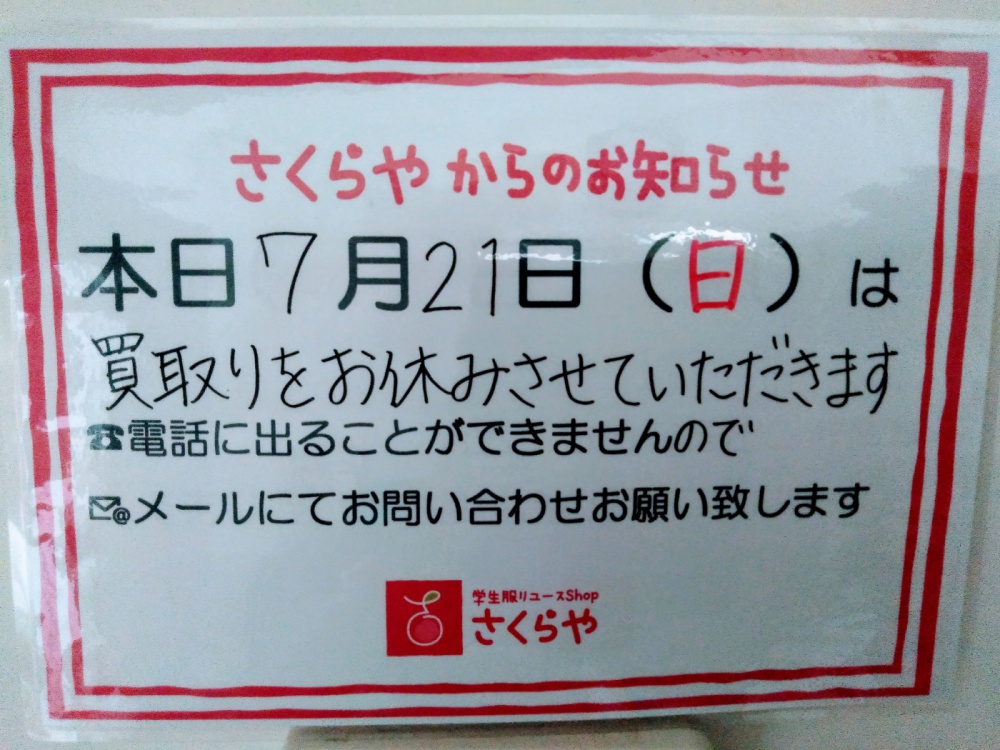 さくらやからのお知らせ
本日7月21日（日）は
買取りをお休みさせていただきます
☎電話に出ることができませんので
✉@メールにてお問い合わせお願い致します
学生服リユースShop
さくらや